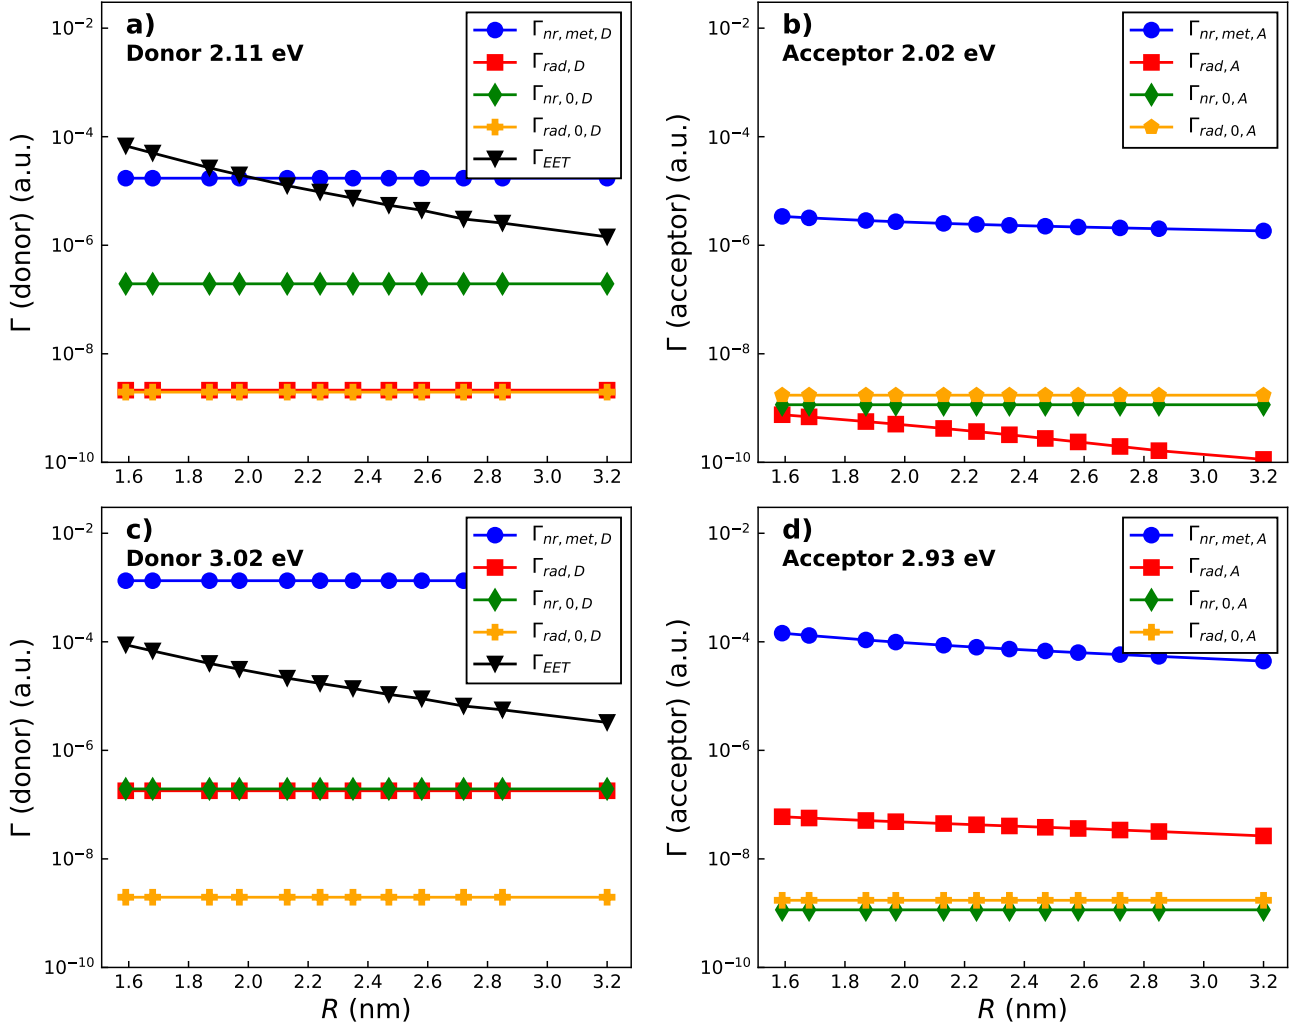 a)
Donor 2.11 eV
Γnr, met, D
Γrad, D
Γnr, 0, D
Γrad, 0, D
ΓEET
Γ (donor) (a.u.)
10⁻²
10⁻⁴
10⁻⁶
10⁻⁸
10⁻¹⁰
1.6 1.8 2.0 2.2 2.4 2.6 2.8 3.0 3.2
b)
Acceptor 2.02 eV
Γnr, met, A
Γrad, A
Γnr, 0, A
Γrad, 0, A
Γ (acceptor) (a.u.)
10⁻²
10⁻⁴
10⁻⁶
10⁻⁸
10⁻¹⁰
1.6 1.8 2.0 2.2 2.4 2.6 2.8 3.0 3.2
c)
Donor 3.02 eV
Γnr, met, D
Γrad, D
Γnr, 0, D
Γrad, 0, D
ΓEET
Γ (donor) (a.u.)
10⁻²
10⁻⁴
10⁻⁶
10⁻⁸
10⁻¹⁰
1.6 1.8 2.0 2.2 2.4 2.6 2.8 3.0 3.2
R (nm)
d)
Acceptor 2.93 eV
Γnr, met, A
Γrad, A
Γnr, 0, A
Γrad, 0, A
Γ (acceptor) (a.u.)
10⁻²
10⁻⁴
10⁻⁶
10⁻⁸
10⁻¹⁰
1.6 1.8 2.0 2.2 2.4 2.6 2.8 3.0 3.2
R (nm)